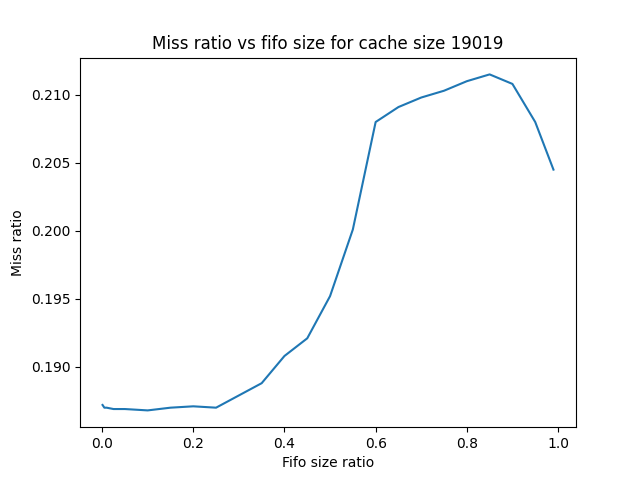 Miss ratio vs fifo size for cache size 19019
0.210
0.205
0.200
0.195
0.190
Miss ratio
0.0 0.2 0.4 0.6 0.8 1.0
Fifo size ratio